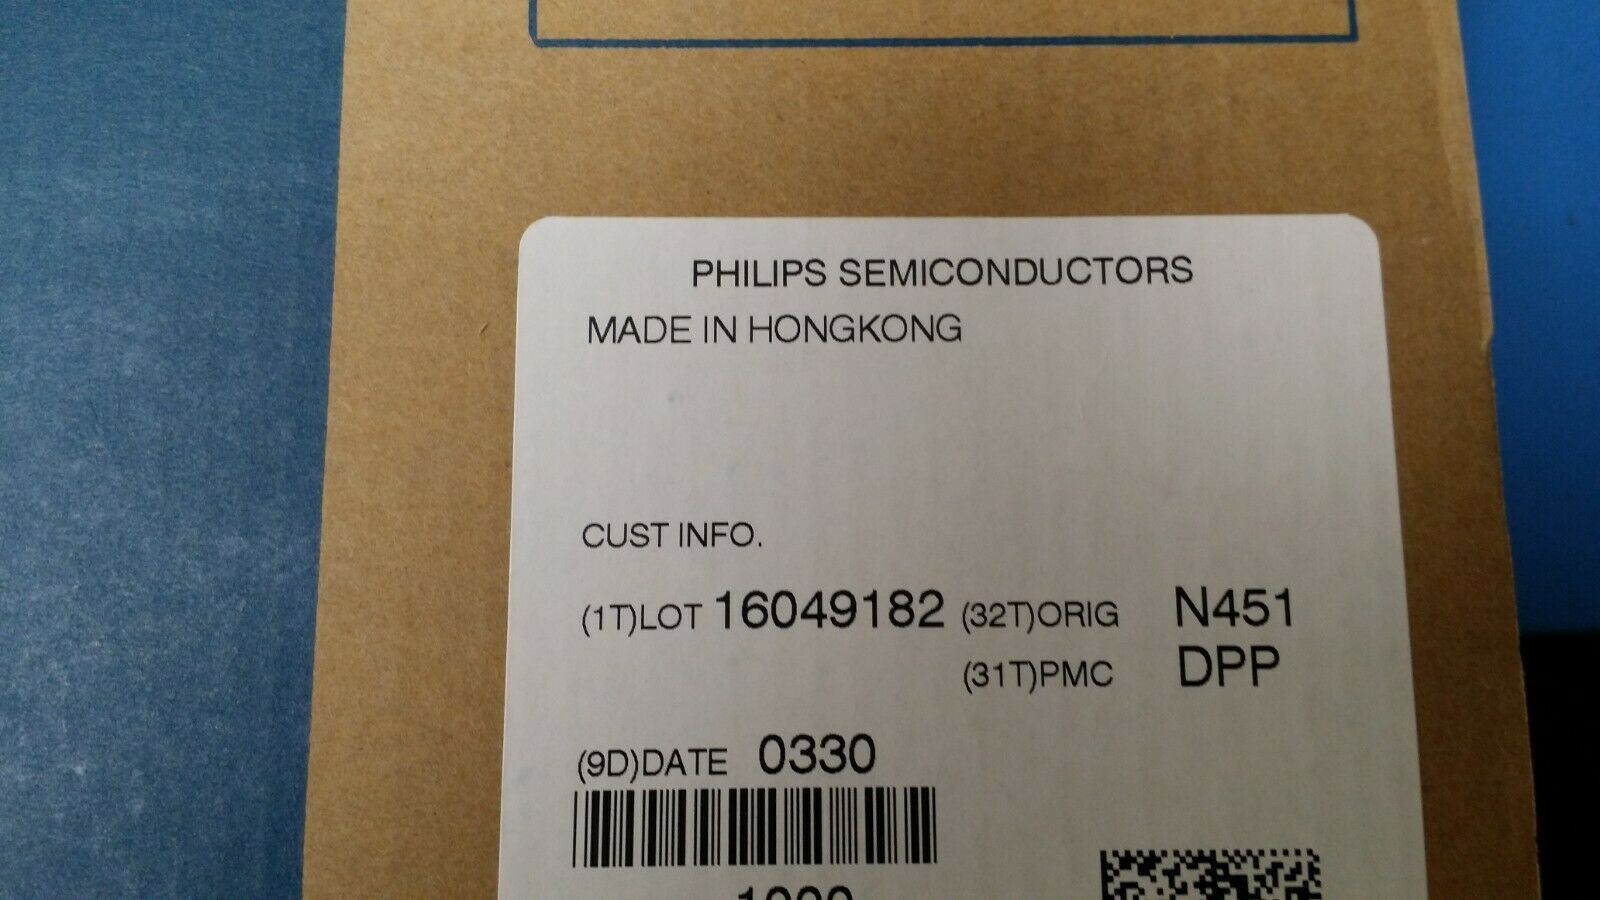 PHILIPS SEMICONDUCTORS
MADE IN HONGKONG
CUST INFO.
(1T)LOT 16049182 (32T)ORIG N451
(31T)PMC DPP
(9D)DATE 0330